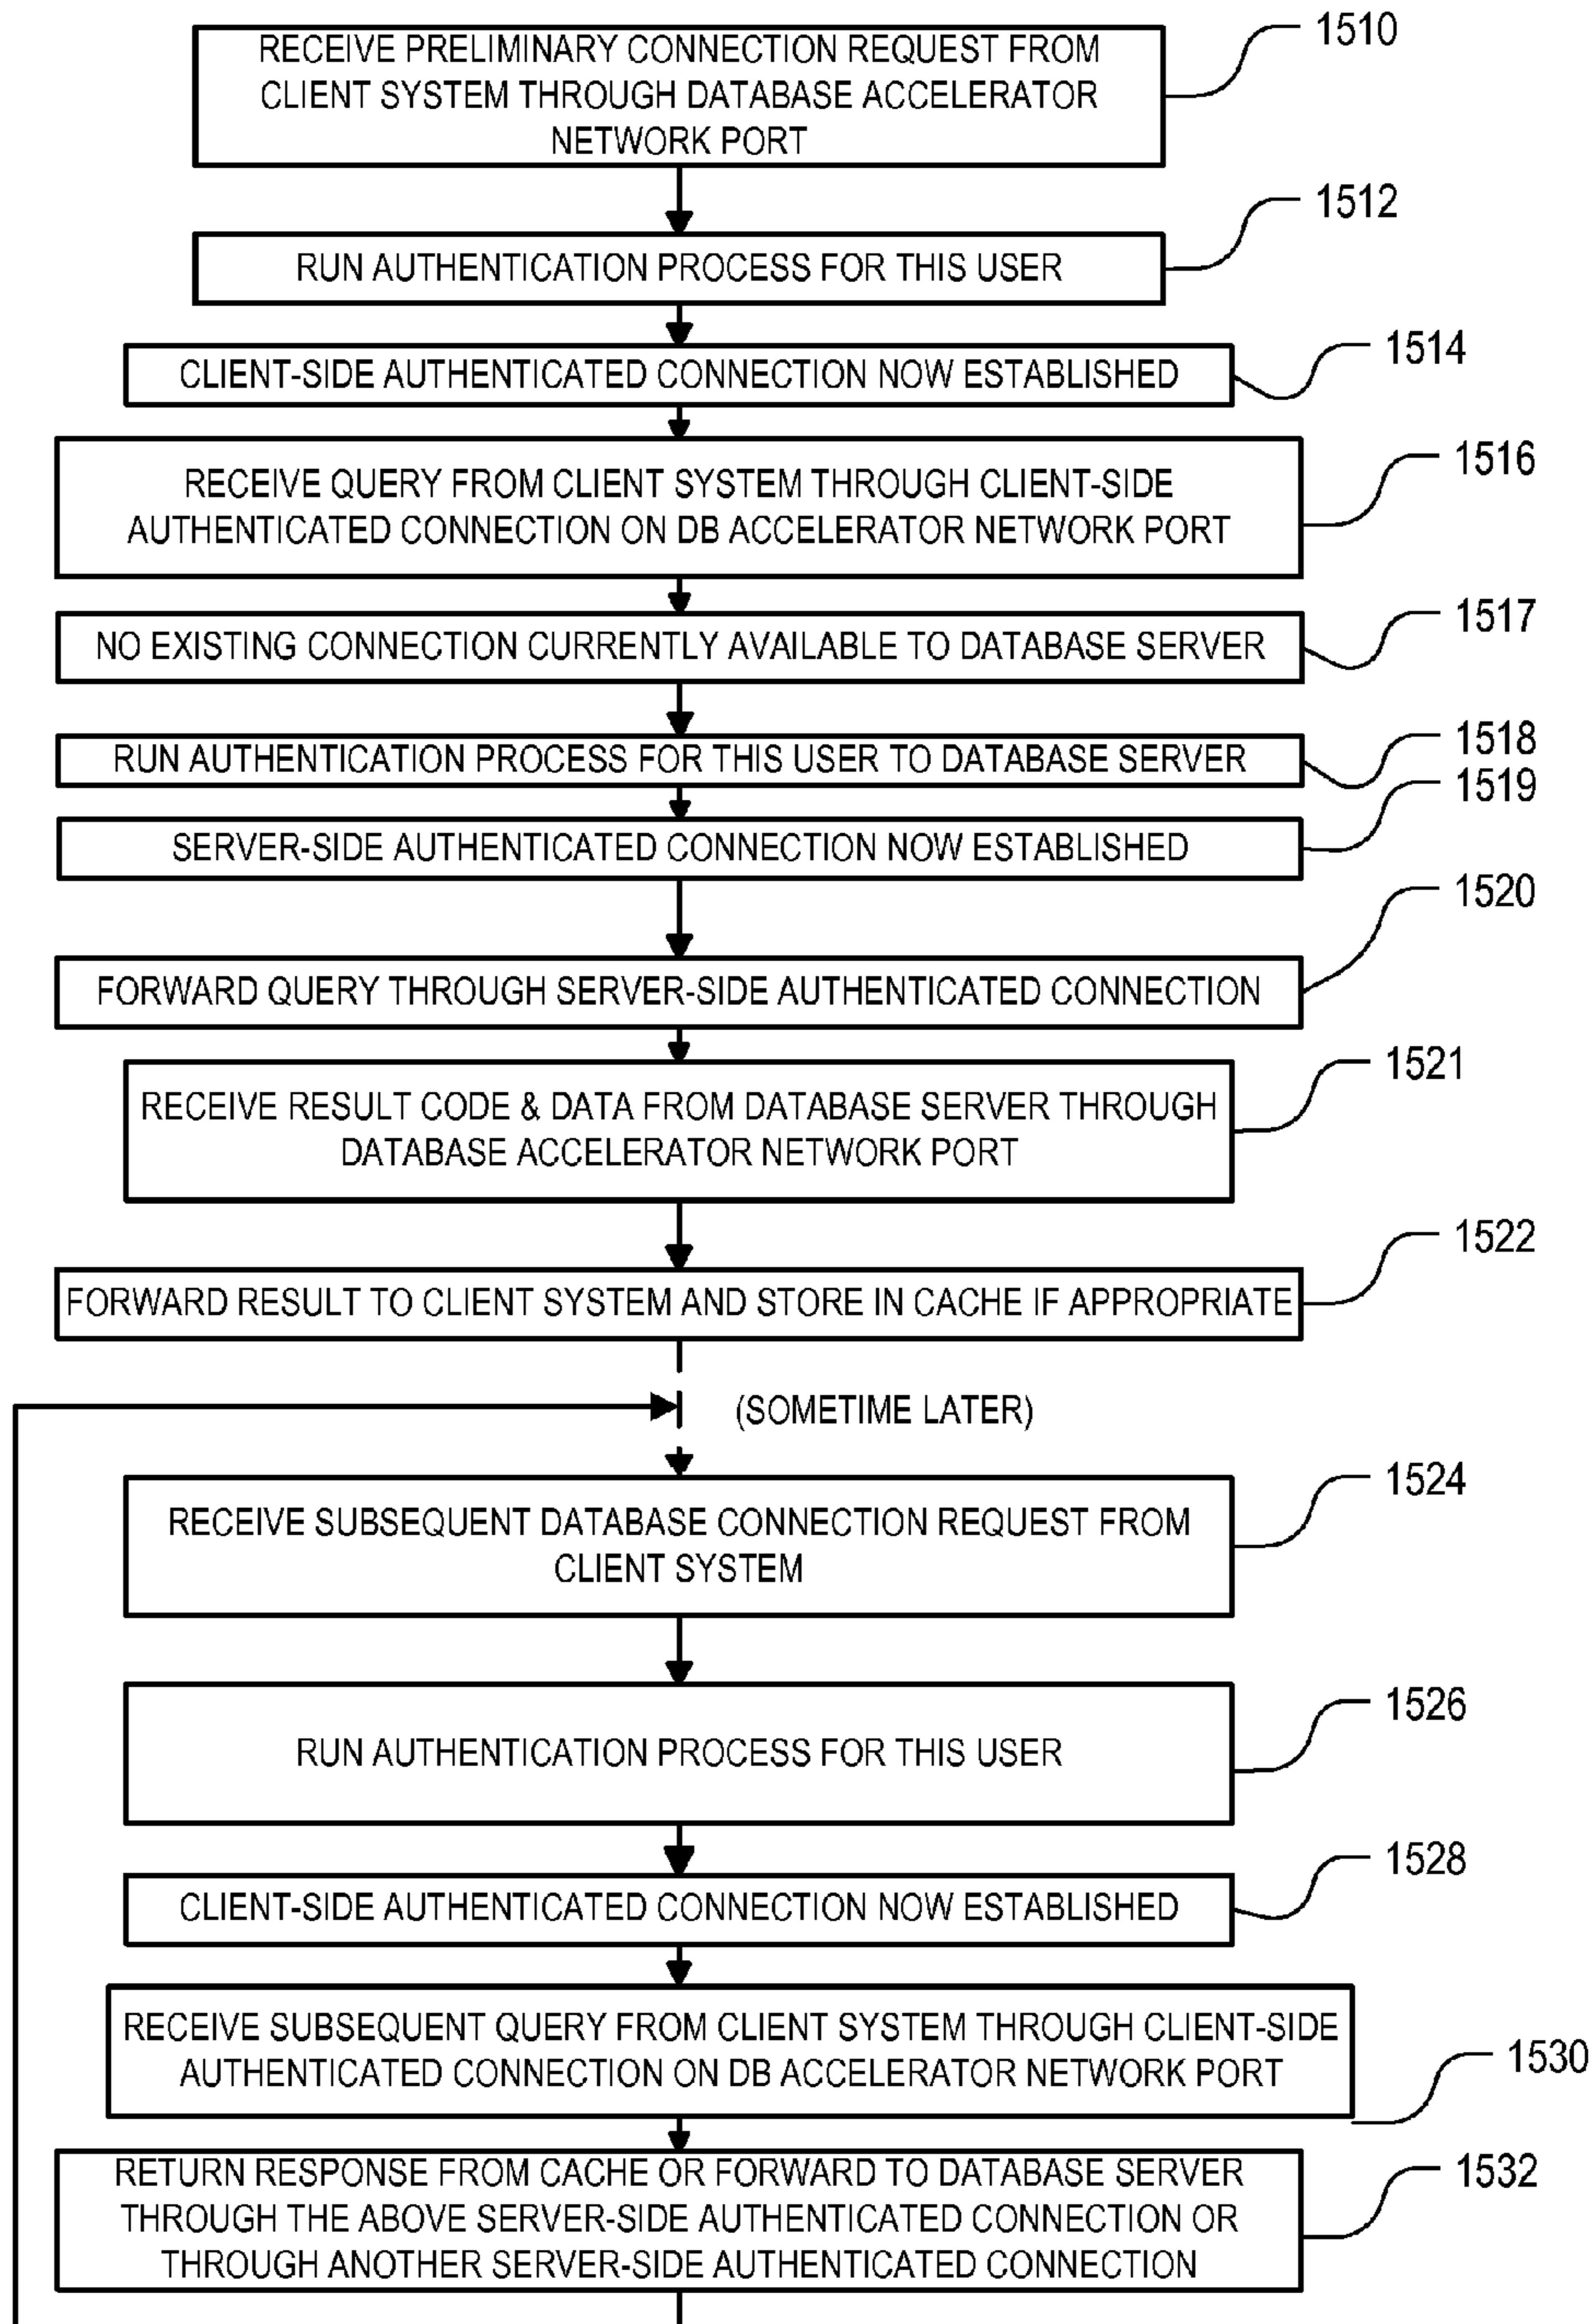 RECEIVE PRELIMINARY CONNECTION REQUEST FROM
CLIENT SYSTEM THROUGH DATABASE ACCELERATOR
NETWORK PORT
1510
RUN AUTHENTICATION PROCESS FOR THIS USER
1512
CLIENT-SIDE AUTHENTICATED CONNECTION NOW ESTABLISHED
1514
RECEIVE QUERY FROM CLIENT SYSTEM THROUGH CLIENT-SIDE
AUTHENTICATED CONNECTION ON DB ACCELERATOR NETWORK PORT
1516
NO EXISTING CONNECTION CURRENTLY AVAILABLE TO DATABASE SERVER
1517
RUN AUTHENTICATION PROCESS FOR THIS USER TO DATABASE SERVER
1518
SERVER-SIDE AUTHENTICATED CONNECTION NOW ESTABLISHED
1519
FORWARD QUERY THROUGH SERVER-SIDE AUTHENTICATED CONNECTION
1520
RECEIVE RESULT CODE & DATA FROM DATABASE SERVER THROUGH
DATABASE ACCELERATOR NETWORK PORT
1521
FORWARD RESULT TO CLIENT SYSTEM AND STORE IN CACHE IF APPROPRIATE
1522
(SOMETIME LATER)
RECEIVE SUBSEQUENT DATABASE CONNECTION REQUEST FROM
CLIENT SYSTEM
1524
RUN AUTHENTICATION PROCESS FOR THIS USER
1526
CLIENT-SIDE AUTHENTICATED CONNECTION NOW ESTABLISHED
1528
RECEIVE SUBSEQUENT QUERY FROM CLIENT SYSTEM THROUGH CLIENT-SIDE
AUTHENTICATED CONNECTION ON DB ACCELERATOR NETWORK PORT
1530
RETURN RESPONSE FROM CACHE OR FORWARD TO DATABASE SERVER
THROUGH THE ABOVE SERVER-SIDE AUTHENTICATED CONNECTION OR
THROUGH ANOTHER SERVER-SIDE AUTHENTICATED CONNECTION
1532